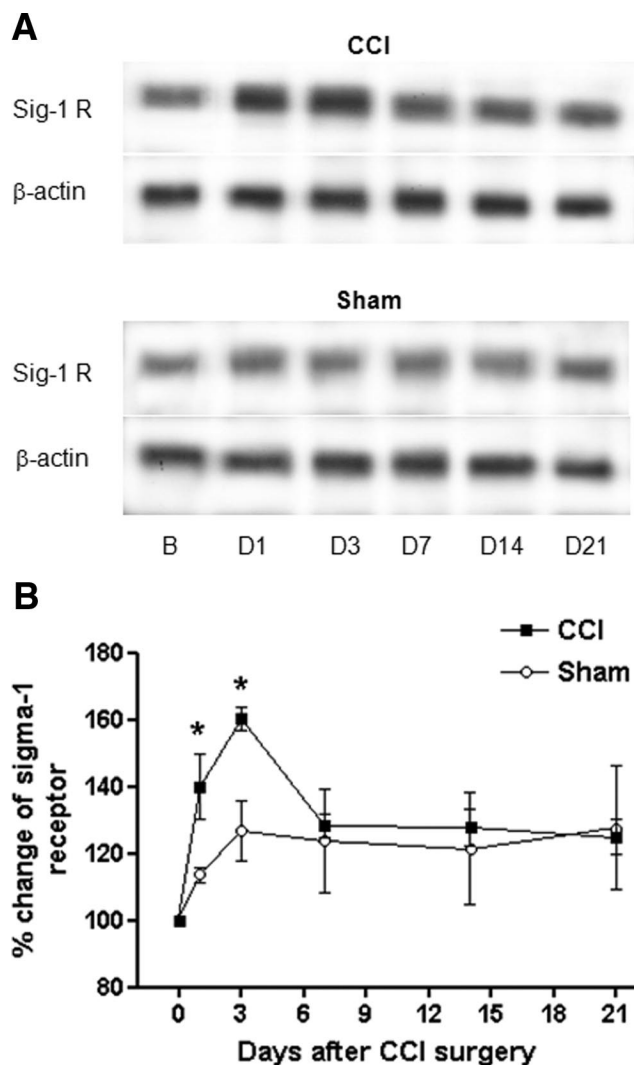 A
CCI
Sig-1 R
β-actin
Sham
Sig-1 R
β-actin
B D1 D3 D7 D14 D21
B
CCI
Sham
180
160
140
120
100
80
* *
% change of sigma-1
receptor
0 3 6 9 12 15 18 21
Days after CCI surgery